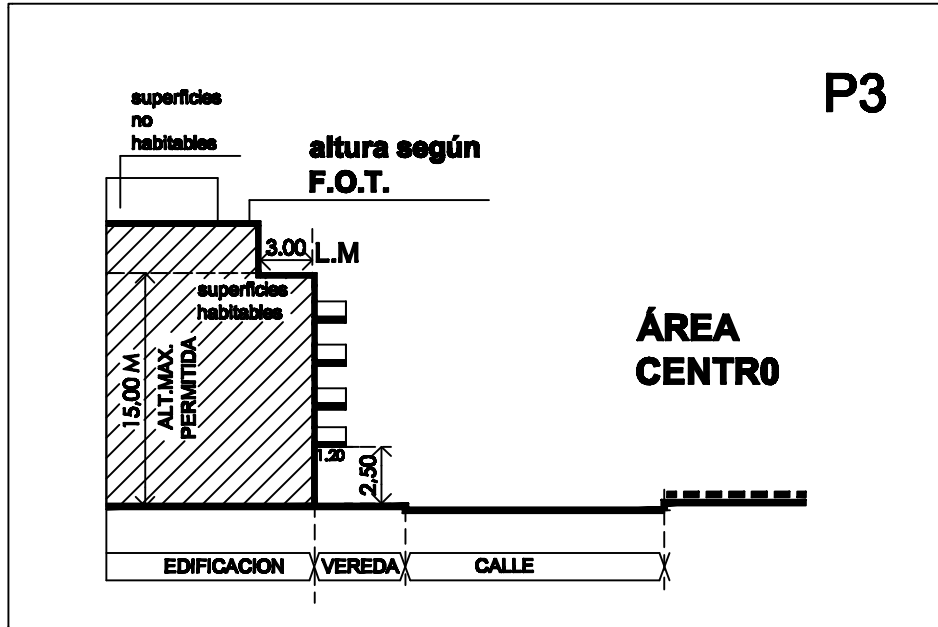 P3
superficies
no
habitables
altura según
F.O.T.
3.00
L.M
superficies
habitables
15,00 M
ALT.MAX.
PERMITIDA
1.20
2,50
ÁREA
CENTR0
EDIFICACION
VEREDA
CALLE